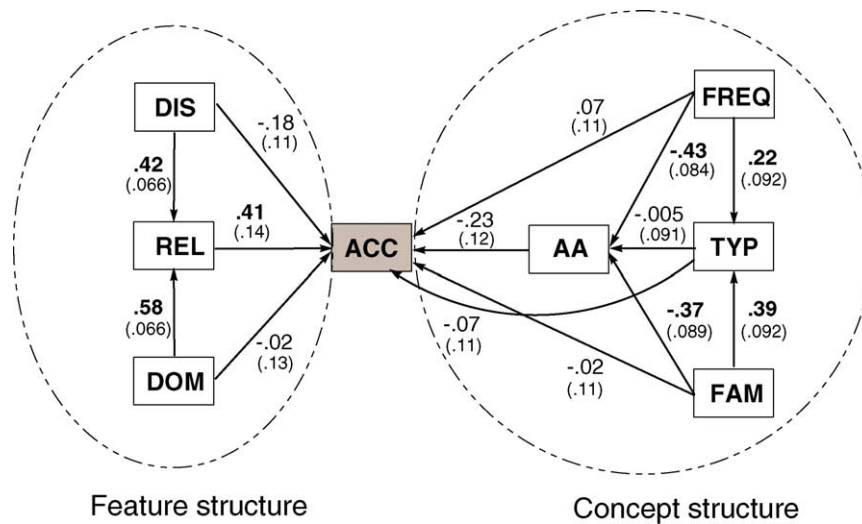 DIS
-.18
(.11)
.42
(.066)
REL
.41
(.14)
.58
(.066)
DOM
-.02
(.13)
ACC
FREQ
.07
(.11)
-.43
(.084)
.22
(.092)
-.23
(.12)
AA
-.005
(.091)
TYP
-.07
(.11)
-.37
(.089)
.39
(.092)
-.02
(.11)
FAM
Feature structure
Concept structure